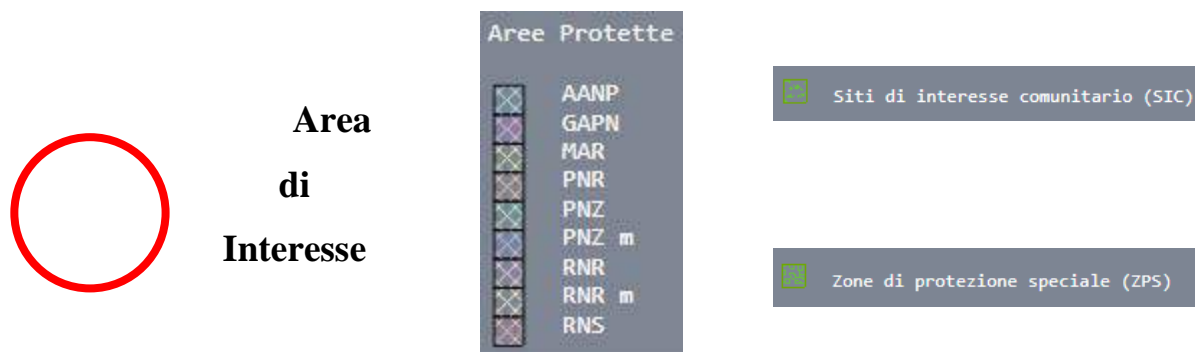 Area
di
Interesse
Aree Protette
AANP
GAPN
MAR
PNR
PNZ
PNZ m
RNR
RNR m
RNS
Siti di interesse comunitario (SIC)
Zone di protezione speciale (ZPS)